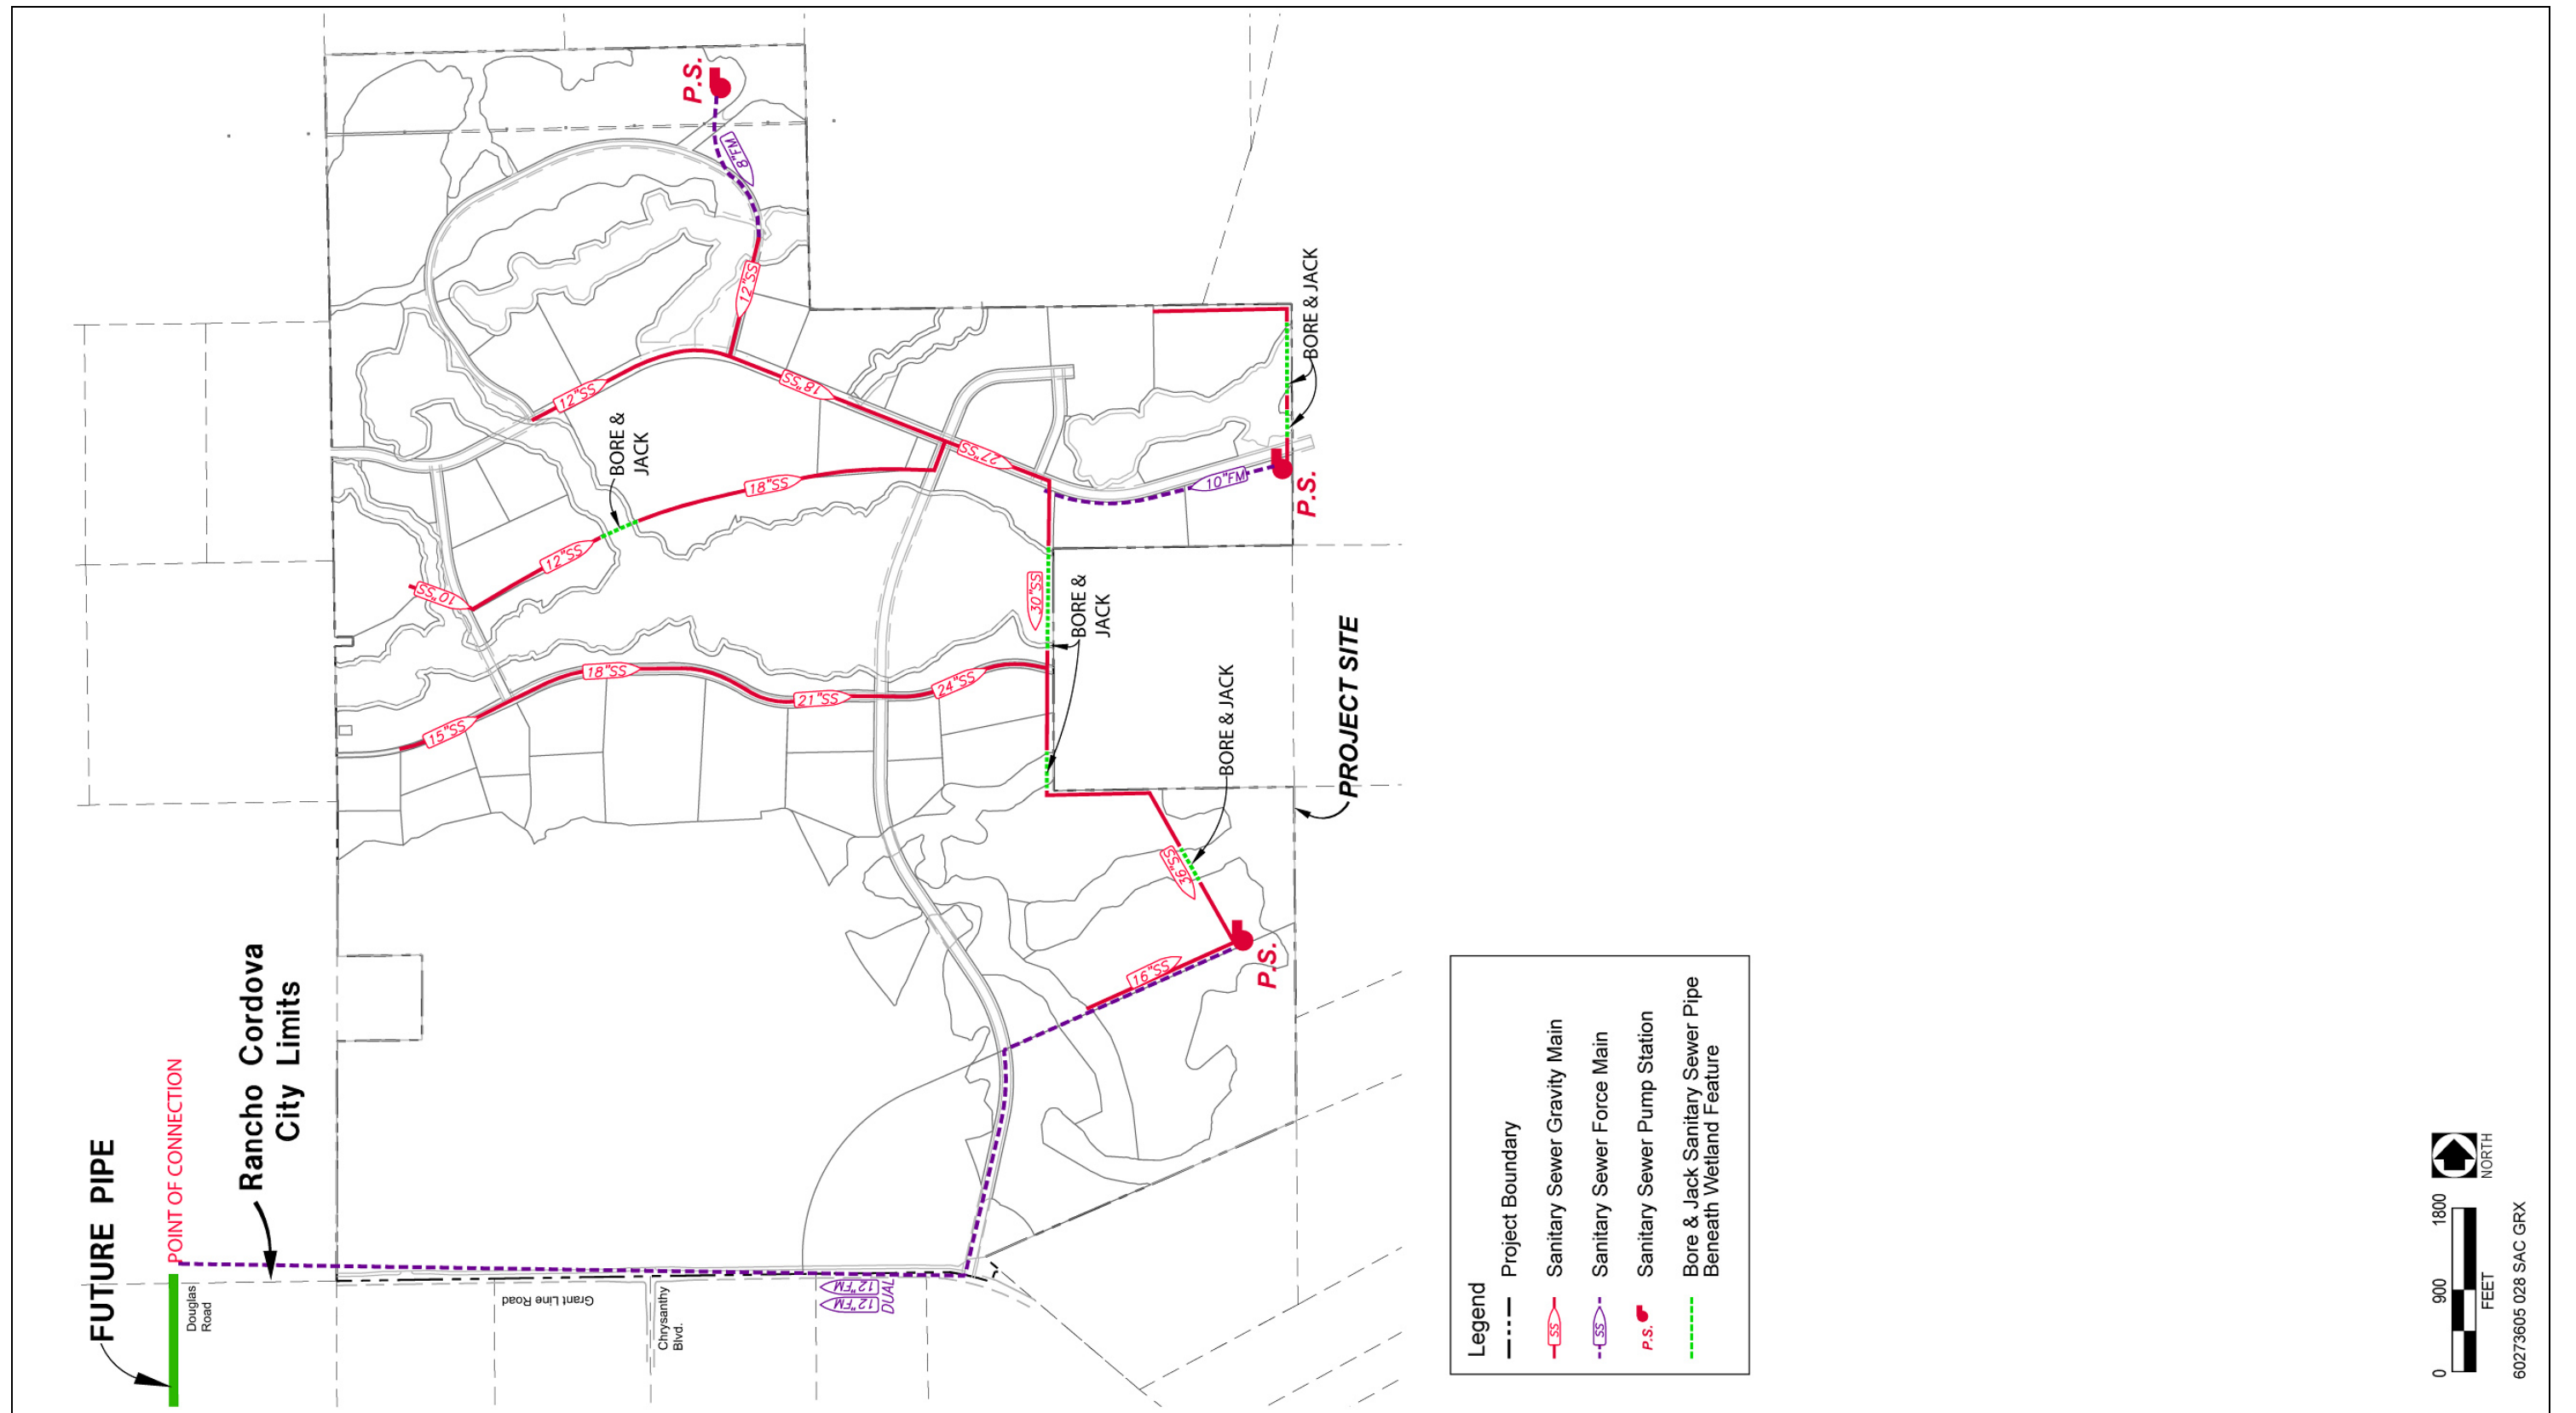 P.S.
8"FM
12"SS
12"SS
18"SS
BORE & JACK
BORE &
JACK
27"SS
18"SS
10"FM
P.S.
12"SS
10"SS
30"SS
BORE &
JACK
18"SS
21"SS
24"SS
15"SS
BORE & JACK
PROJECT SITE
36"SS
16"SS
P.S.
Rancho Cordova
City Limits
POINT OF CONNECTION
FUTURE PIPE
Douglas
Road
Grant Line Road
Chrysanthy
Blvd.
12"FM
12"FM
DUAL
Legend
Project Boundary
SS
Sanitary Sewer Gravity Main
SS
Sanitary Sewer Force Main
P.S.
Sanitary Sewer Pump Station
Bore & Jack Sanitary Sewer Pipe
Beneath Wetland Feature
NORTH
0 900 1800
FEET
60273605 028 SAC GRX